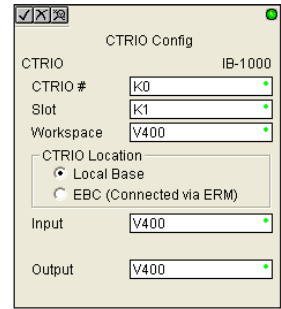 CTRIO Config
CTRIO IB-1000
CTRIO # K0
Slot K1
Workspace V400
CTRIO Location
Local Base
EBC (Connected via ERM)
Input V400
Output V400